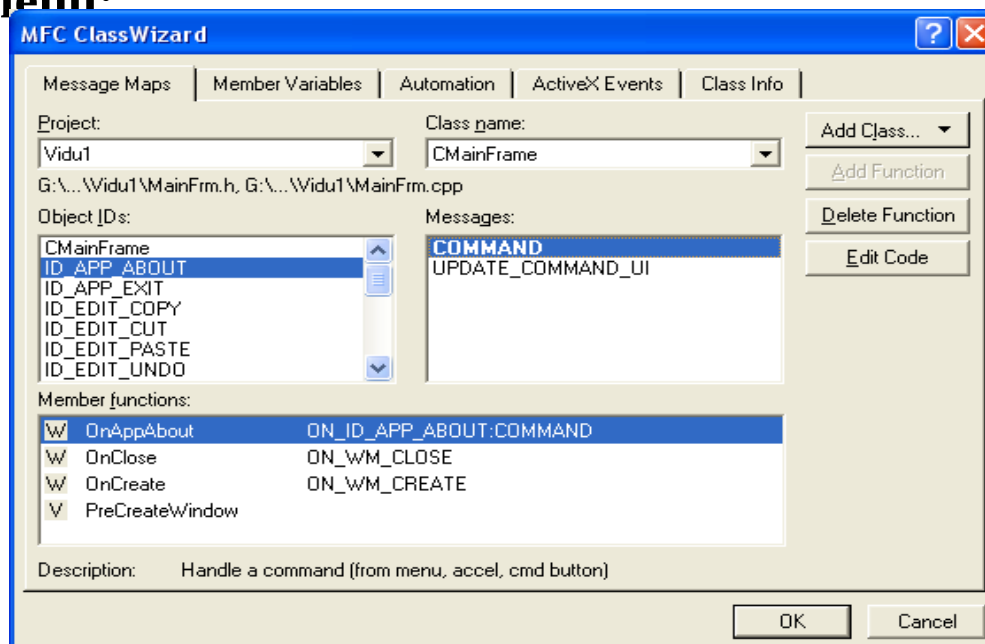 MFC ClassWizard
Message Maps Member Variables Automation ActiveX Events Class Info
Project: Class name:
Add Class...
Vidu1 CMainFrame
Add Function
G:\...\Vidu1\MainFrm.h, G:\...\Vidu1\MainFrm.cpp
Object IDs: Messages:
Delete Function
CMainFrame COMMAND
ID_APP_ABOUT UPDATE_COMMAND_UI
Edit Code
ID_APP_EXIT
ID_EDIT_COPY
ID_EDIT_CUT
ID_EDIT_PASTE
ID_EDIT_UNDO
Member functions:
W OnAppAbout ON_ID_APP_ABOUT:COMMAND
W OnClose ON_WM_CLOSE
W OnCreate ON_WM_CREATE
V PreCreateWindow
Description: Handle a command (from menu, accel, cmd button)
OK Cancel